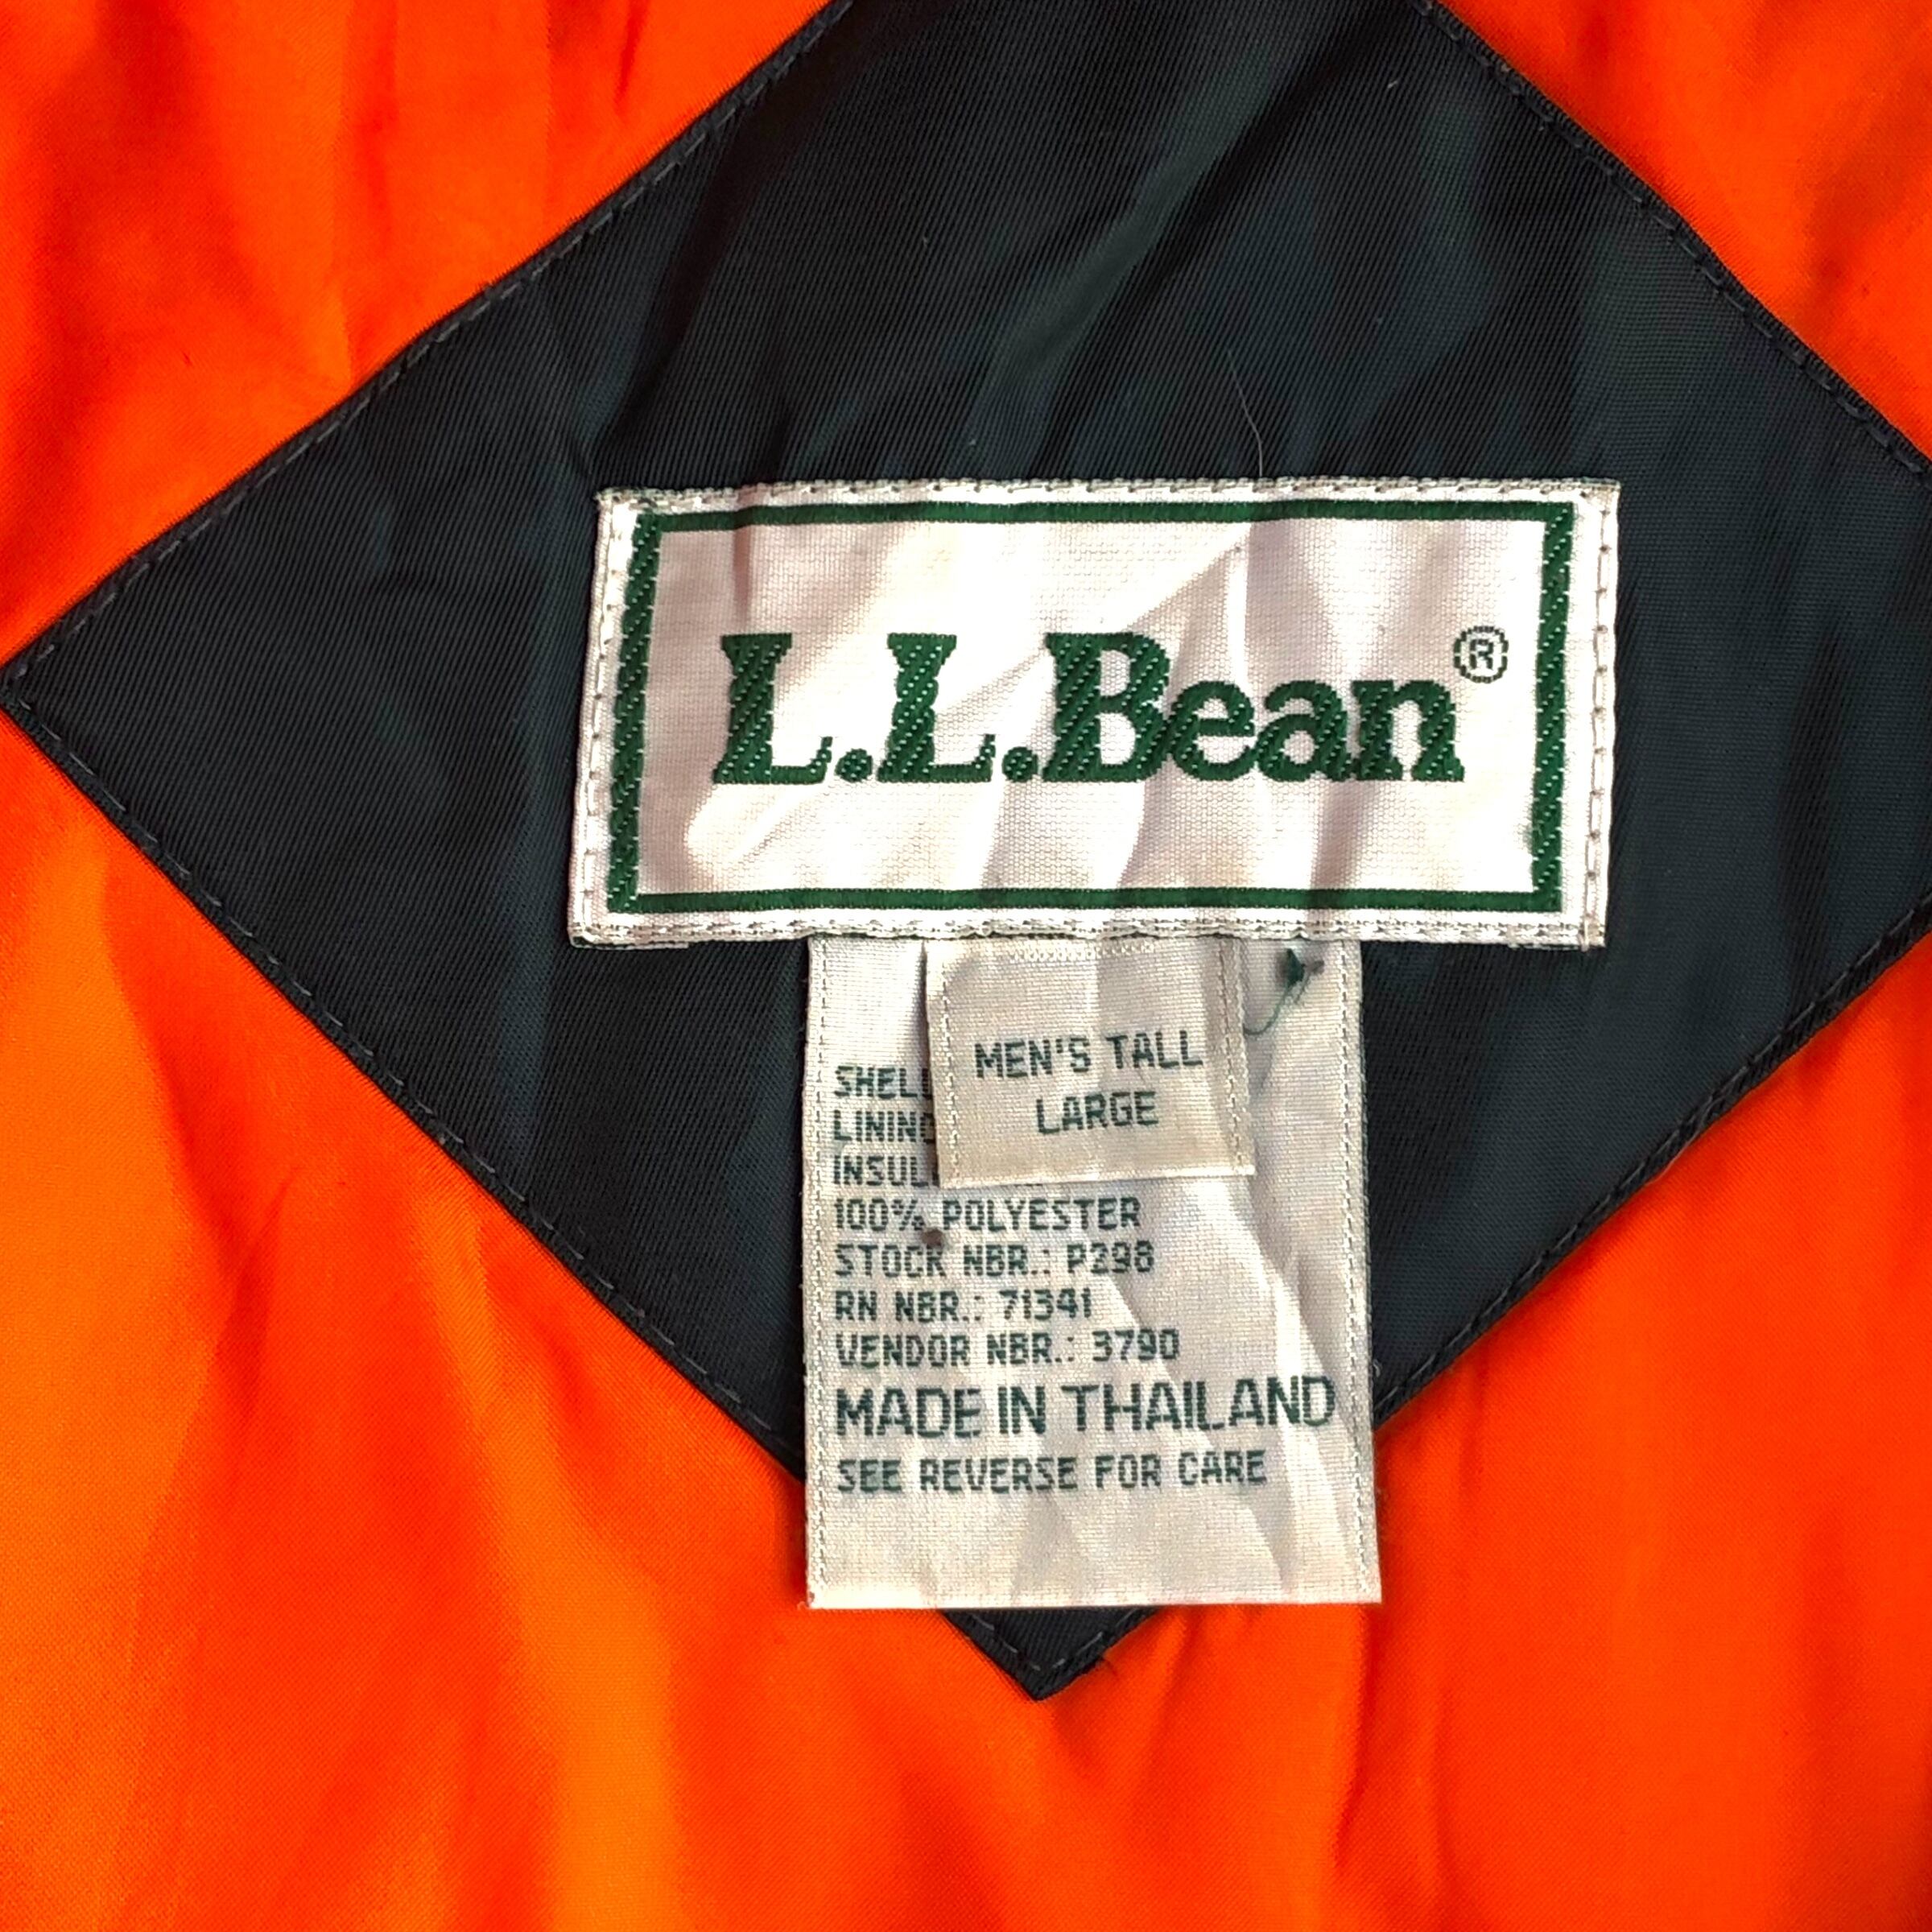 L.L.Bean®
MEN'S TALL
LARGE
100% POLYESTER
STOCK NBR.: P298
RN NBR.: 71341
VENDOR NBR.: 3790
MADE IN THAILAND
SEE REVERSE FOR CARE